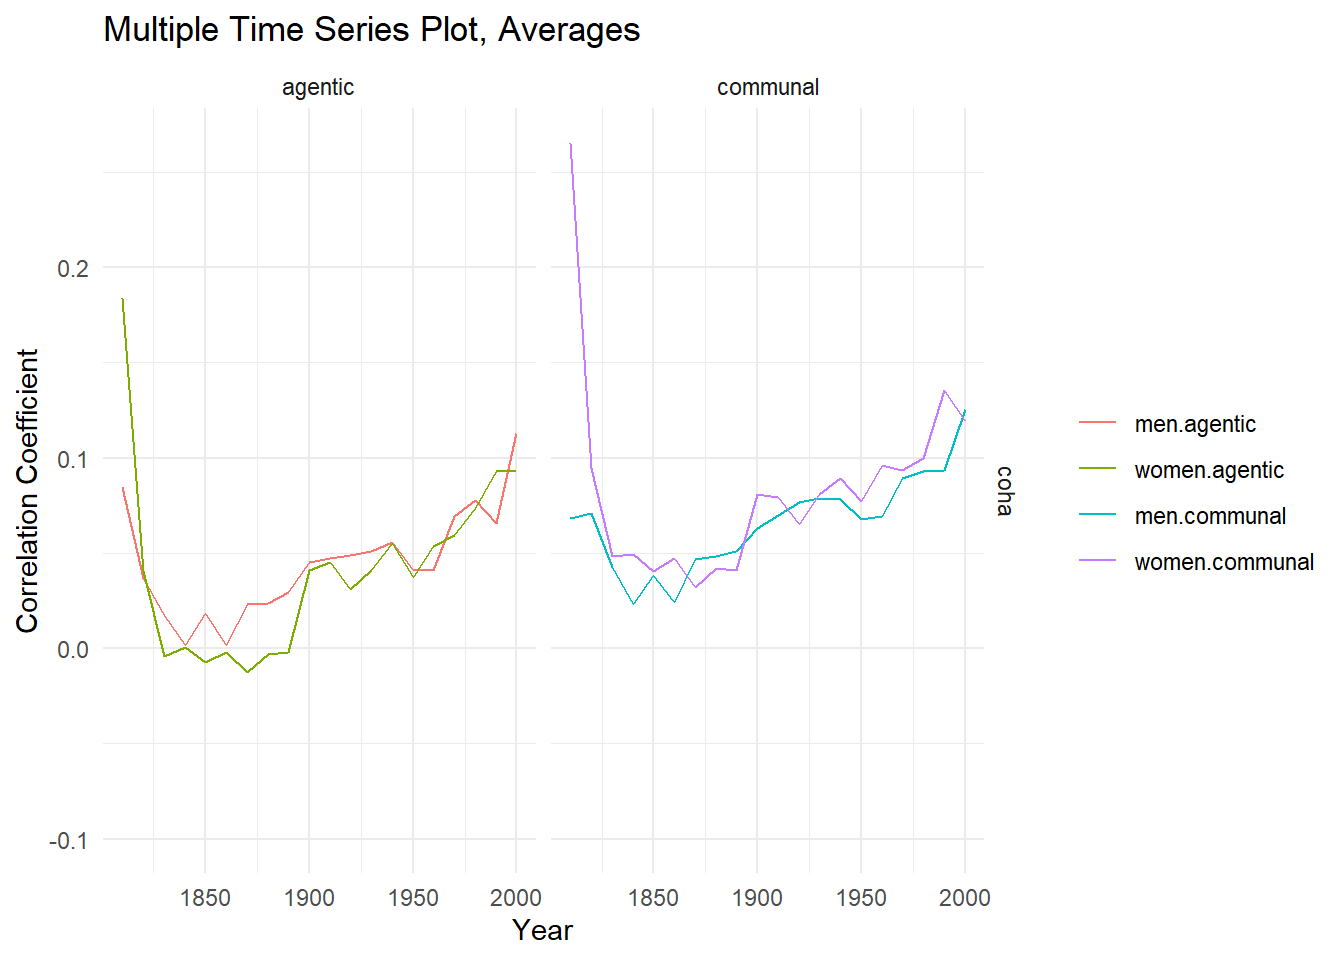 Multiple Time Series Plot, Averages
agentic
communal
Correlation Coefficient
0.2
0.1
0.0
-0.1
1850 1900 1950 2000
1850 1900 1950 2000
Year
coha
men.agentic
women.agentic
men.communal
women.communal